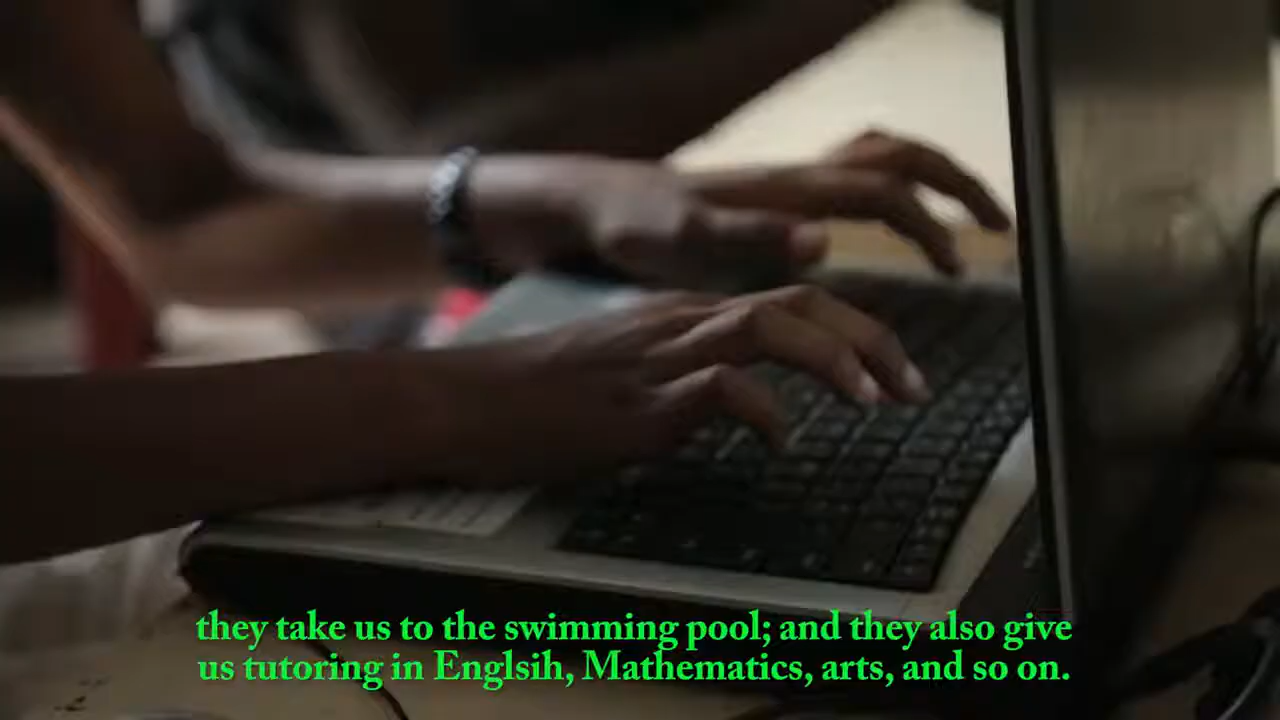 they take us to the swimming pool; and they also give
us tutoring in Englsih, Mathematics, arts, and so on.